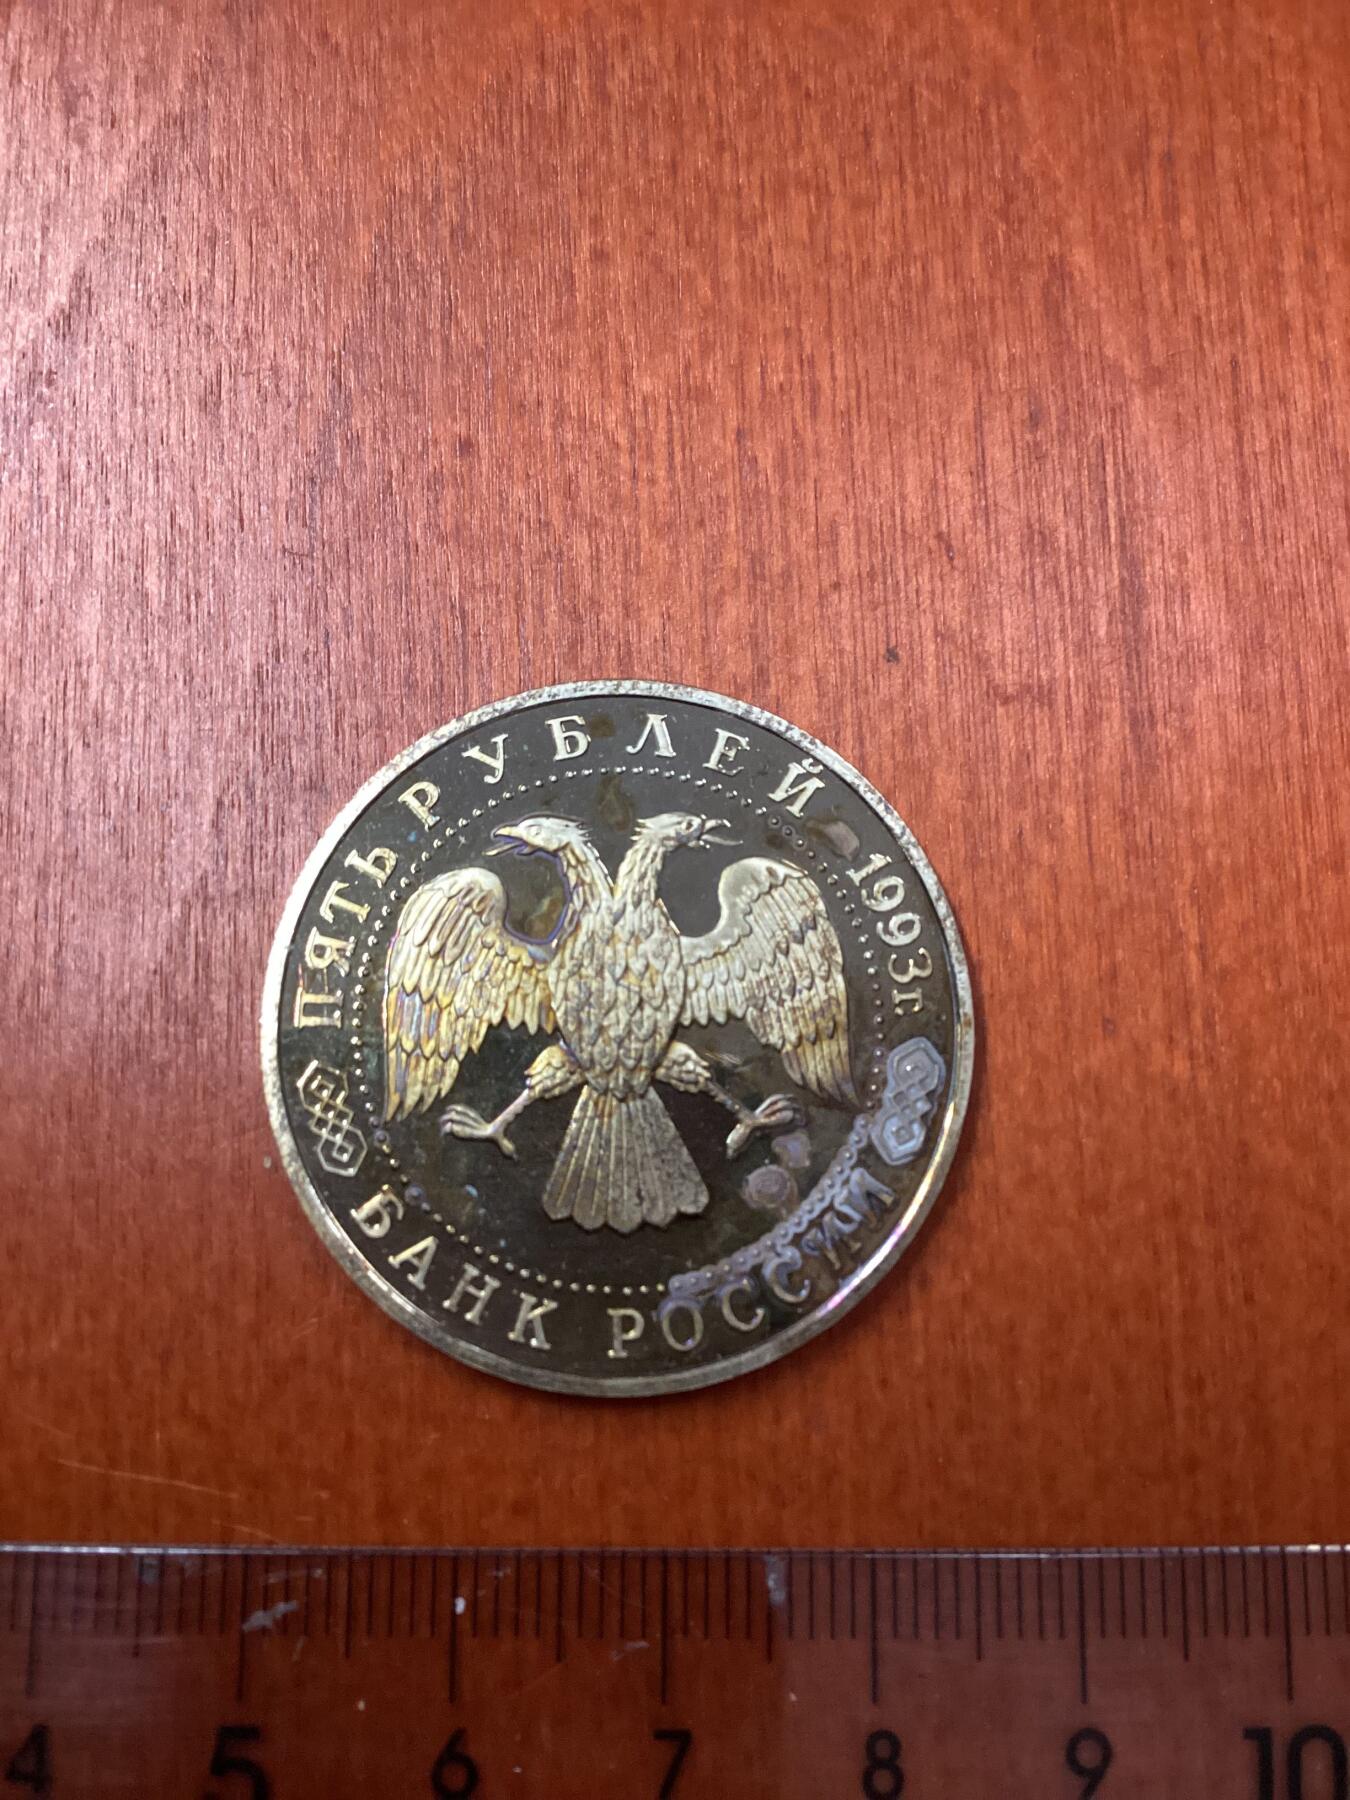 ПЯТЬ РУБЛЕЙ 1993г.
БАНК РОССИИ
4 5 6 7 8 9 10